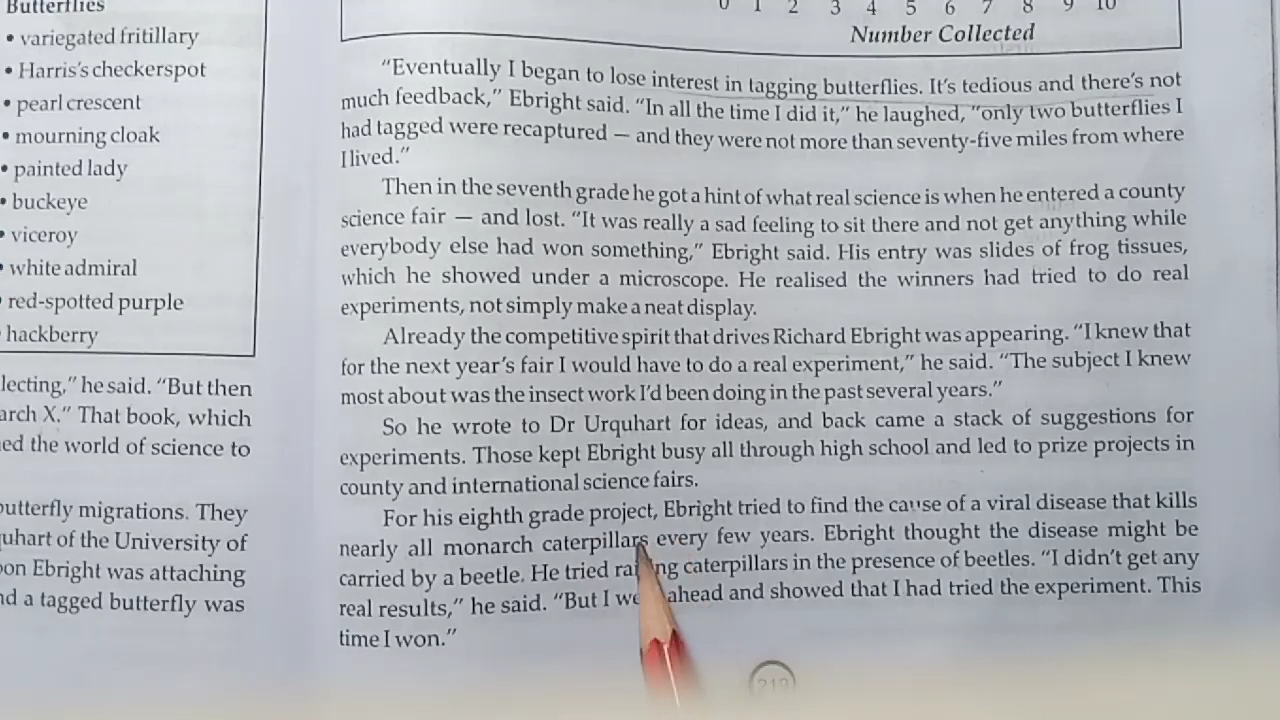 Butterflies
• variegated fritillary
• Harris's checkerspot
• pearl crescent
• mourning cloak
• painted lady
• buckeye
• viceroy
• white admiral
• red-spotted purple
hackberry
lecting," he said. "But then
arch X." That book, which
ed the world of science to
butterfly migrations. They
uhart of the University of
on Ebright was attaching
nd a tagged butterfly was
0 1 2 3 4 5 6 7 8 9 10
Number Collected
"Eventually I began to lose interest in tagging butterflies. It's tedious and there's not
much feedback," Ebright said. "In all the time I did it," he laughed, "only two butterflies I
had tagged were recaptured — and they were not more than seventy-five miles from where
I lived."
Then in the seventh grade he got a hint of what real science is when he entered a county
science fair — and lost. "It was really a sad feeling to sit there and not get anything while
everybody else had won something," Ebright said. His entry was slides of frog tissues,
which he showed under a microscope. He realised the winners had tried to do real
experiments, not simply make a neat display.
Already the competitive spirit that drives Richard Ebright was appearing. "I knew that
for the next year's fair I would have to do a real experiment," he said. "The subject I knew
most about was the insect work I'd been doing in the past several years."
So he wrote to Dr Urquhart for ideas, and back came a stack of suggestions for
experiments. Those kept Ebright busy all through high school and led to prize projects in
county and international science fairs.
For his eighth grade project, Ebright tried to find the cause of a viral disease that kills
nearly all monarch caterpillars every few years. Ebright thought the disease might be
carried by a beetle. He tried ra ng caterpillars in the presence of beetles. "I didn't get any
real results," he said. "But I we ahead and showed that I had tried the experiment. This
time I won."